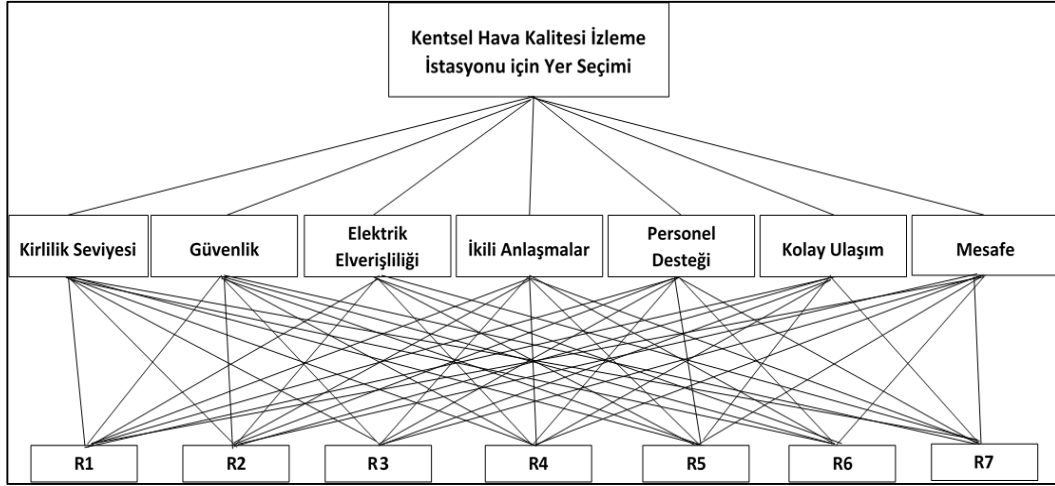 Kentsel Hava Kalitesi İzleme
İstasyonu için Yer Seçimi
Kirlilik Seviyesi
Güvenlik
Elektrik
Elverişliliği
İkili Anlaşmalar
Personel
Desteği
Kolay Ulaşım
Mesafe
R1
R2
R3
R4
R5
R6
R7